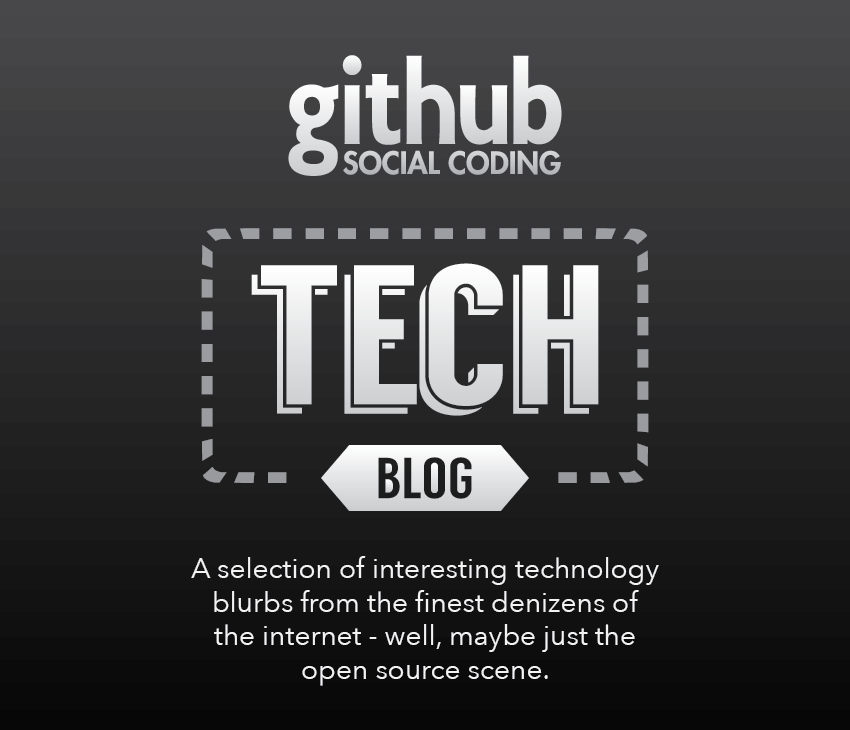 github
SOCIAL CODING
TECH
BLOG
A selection of interesting technology
blurbs from the finest denizens of
the internet - well, maybe just the
open source scene.